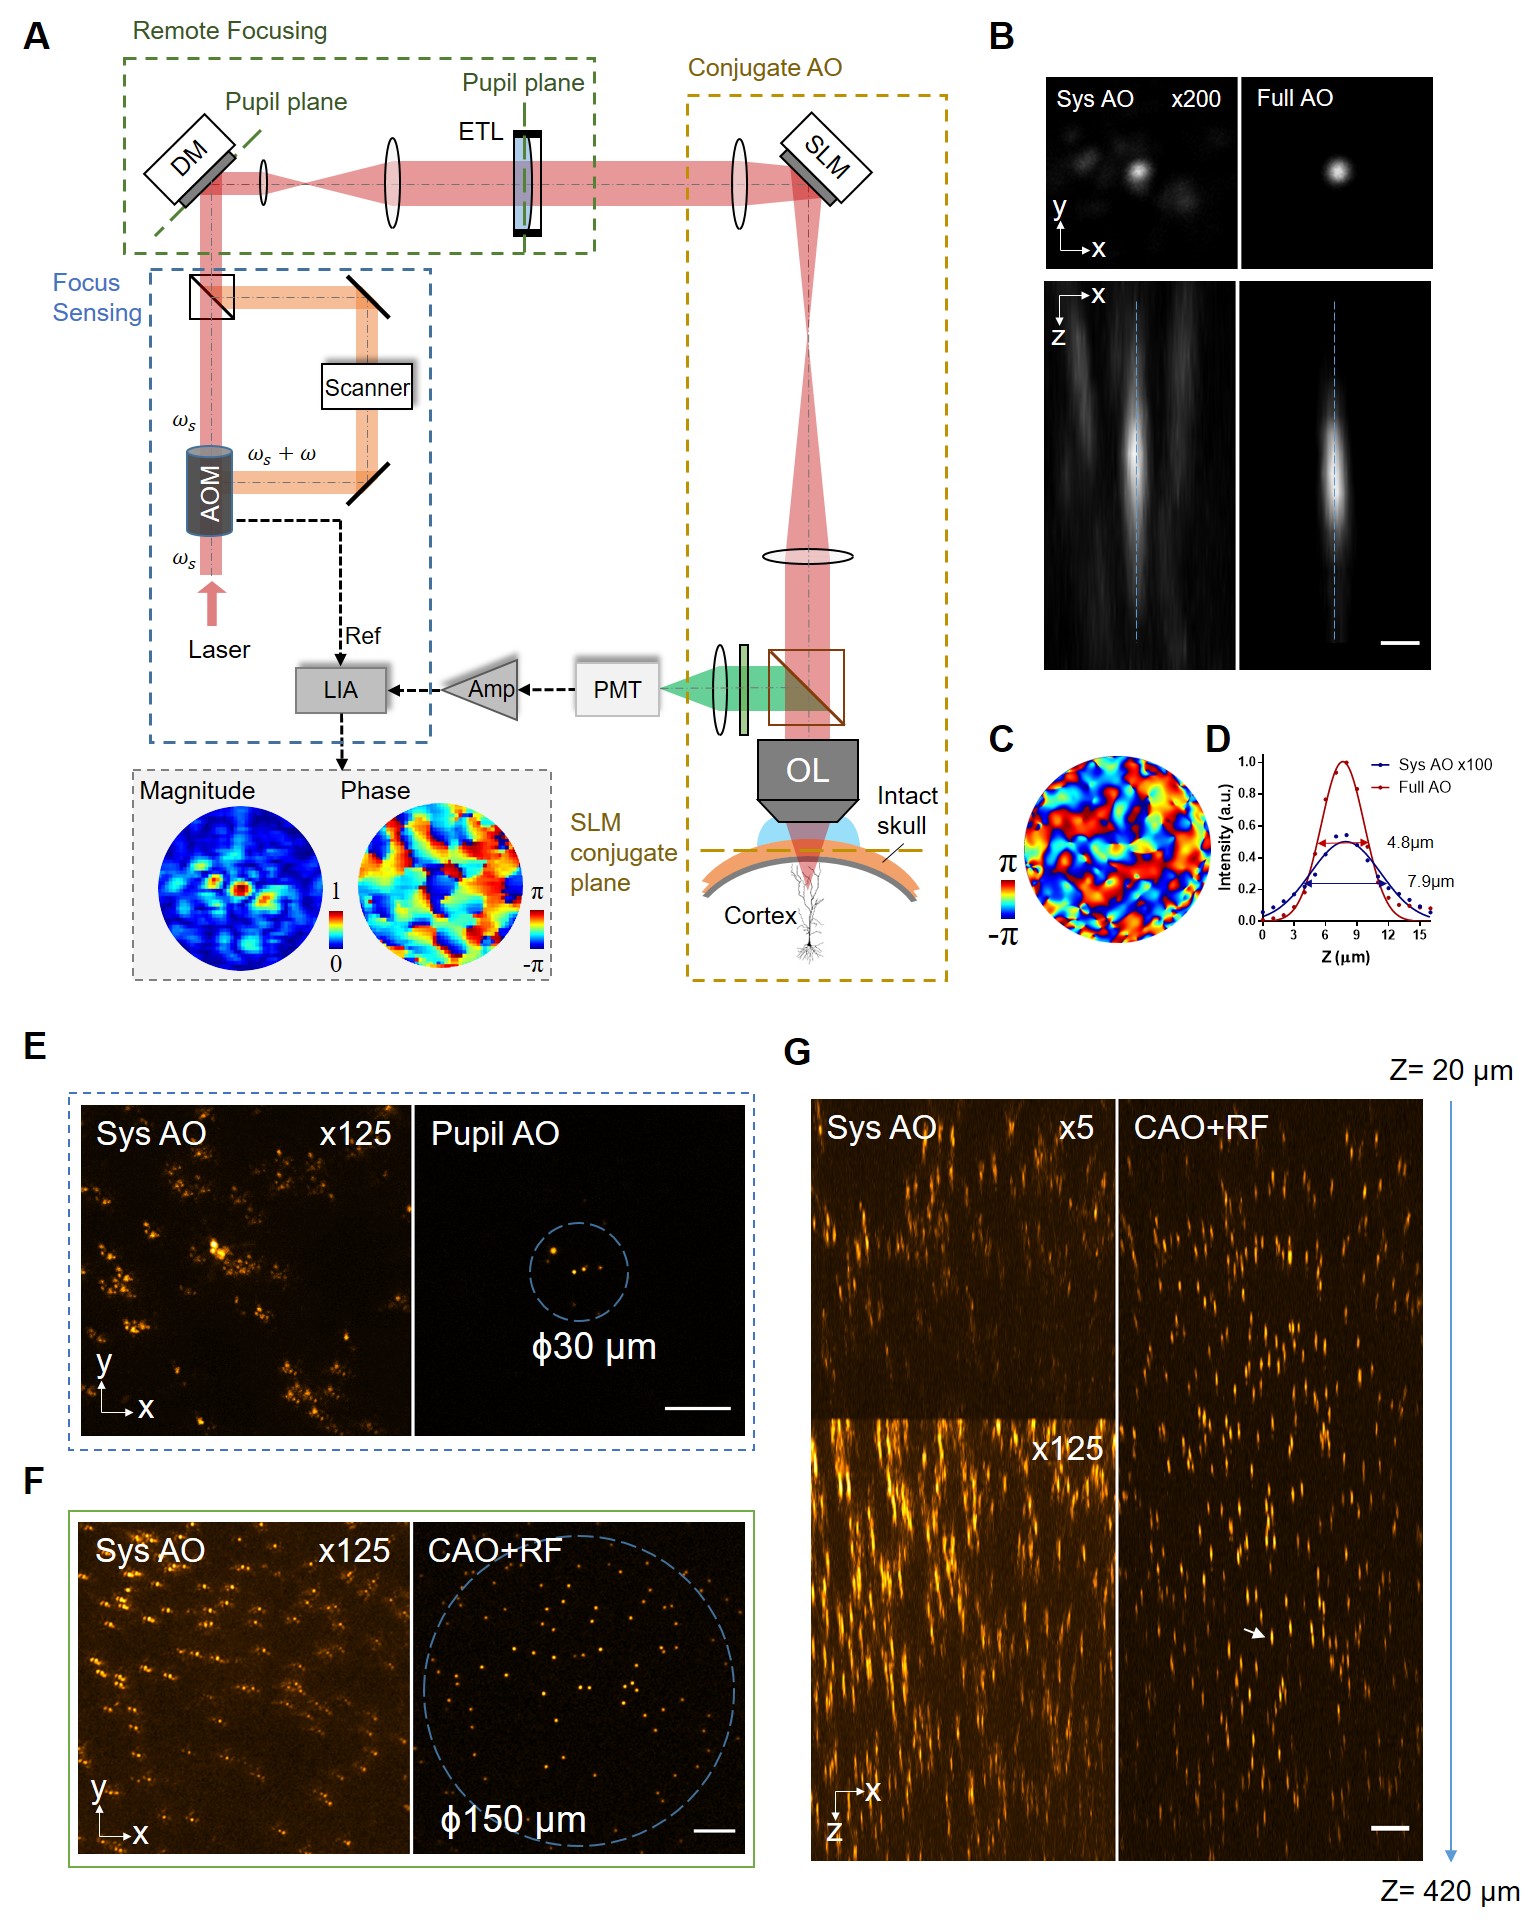 A
Remote Focusing
Pupil plane
Pupil plane
ETL
DM
Conjugate AO
SLM
Focus
Sensing
Scanner
ωs
ωs + ω
AOM
ωs
Laser
Ref
LIA
Amp
PMT
OL
Intact
skull
SLM
conjugate
plane
Cortex
Magnitude
Phase
1
0
π
-π
B
Sys AO x200
Full AO
y
x
x
z
C
π
-π
D
Sys AO x100
Full AO
Intensity (a.u.)
1.0
0.8
0.6
0.4
0.2
0.0
4.8μm
7.9μm
0 3 6 9 12 15
Z (μm)
E
Sys AO x125
Pupil AO
ϕ30 μm
y
x
F
Sys AO x125
CAO+RF
ϕ150 μm
y
x
G
Z= 20 μm
Sys AO x5
CAO+RF
x125
x
z
Z= 420 μm